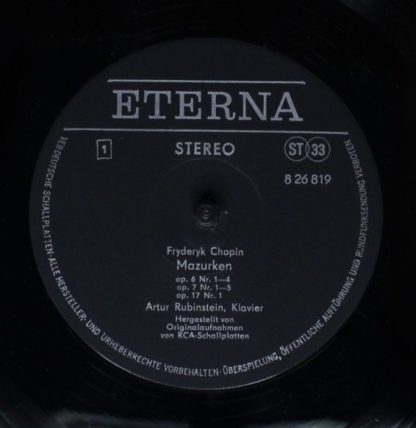 ETERNA
1
STEREO
ST 33
8 26 819
Fryderyk Chopin
Mazurken
op. 6 Nr. 1—4
op. 7 Nr. 1—5
op. 17 Nr. 1
Artur Rubinstein, Klavier
Hergestellt von
Originalaufnahmen
von RCA-Schallplatten
VEB DEUTSCHE SCHALLPLATTEN·ALLE HERSTELLER- UND URHEBERRECHTE VORBEHALTEN·ÜBERSPIELUNG, ÖFFENTLICHE AUFFÜHRUNG UND RUNDFUNKSENDUNG VERBOTEN